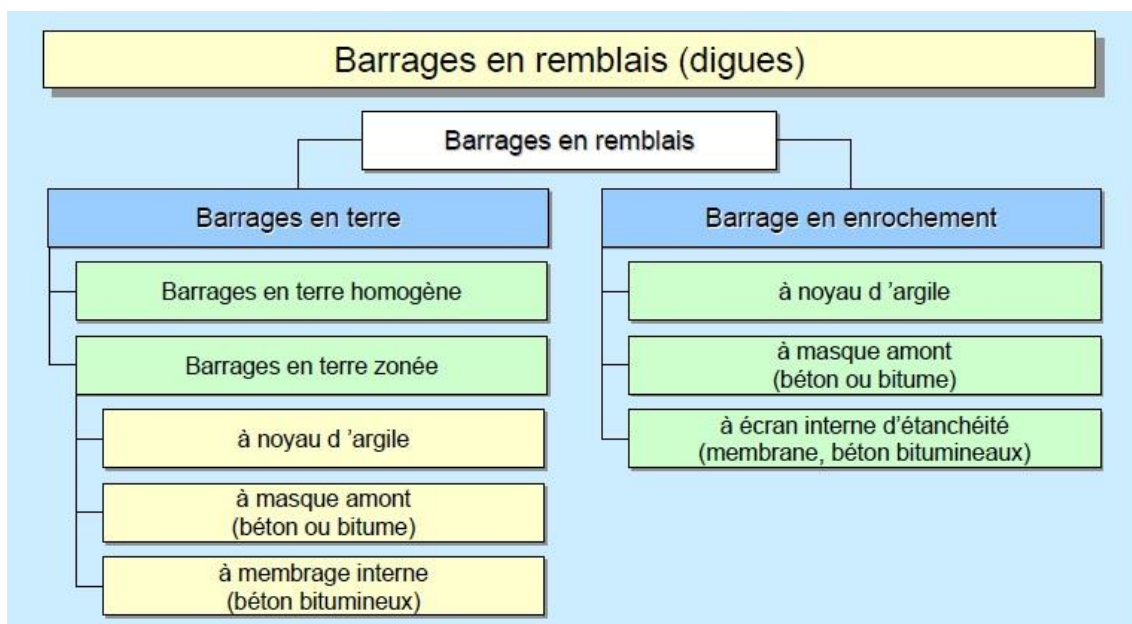 Barrages en remblais (digues)
Barrages en remblais
Barrages en terre
Barrages en terre homogène
Barrages en terre zonée
à noyau d ’argile
à masque amont
(béton ou bitume)
à membrage interne
(béton bitumineux)
Barrage en enrochement
à noyau d ’argile
à masque amont
(béton ou bitume)
à écran interne d’étanchéité
(membrane, béton bitumineaux)